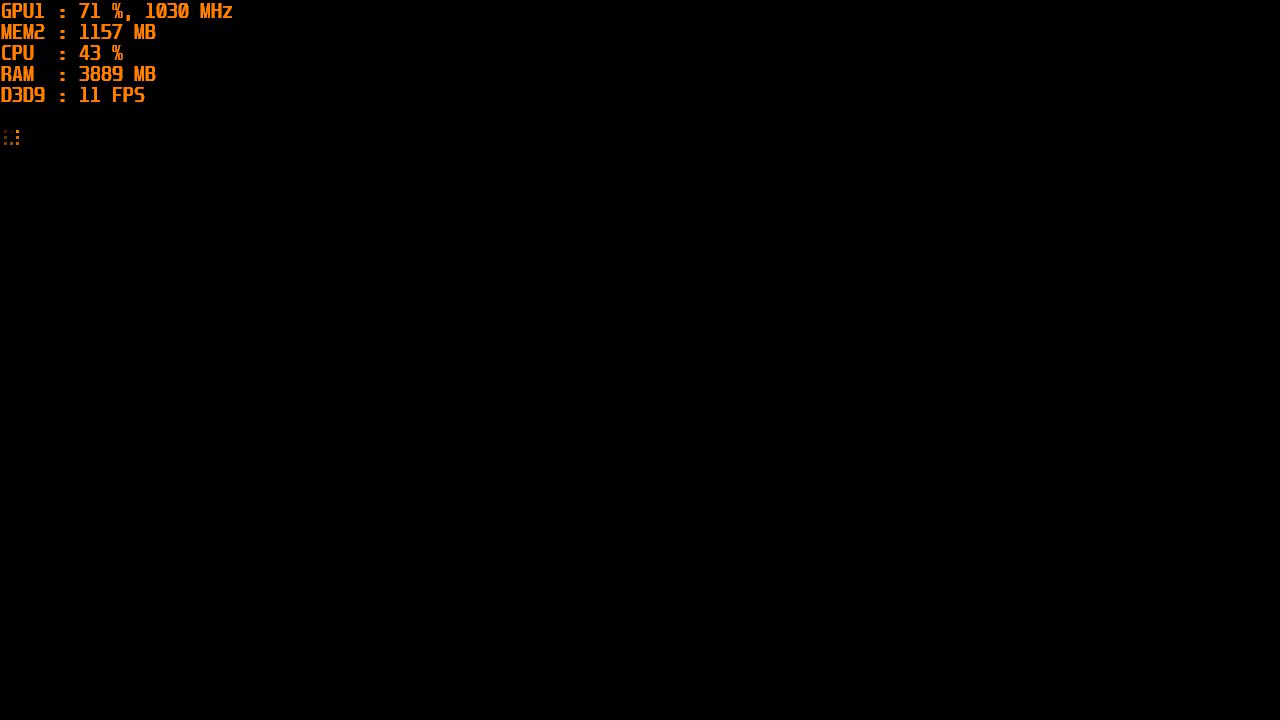 GPU1 : 71 %, 1030 MHz
MEM2 : 1157 MB
CPU  : 43 %
RAM  : 3889 MB
D3D9 : 11 FPS